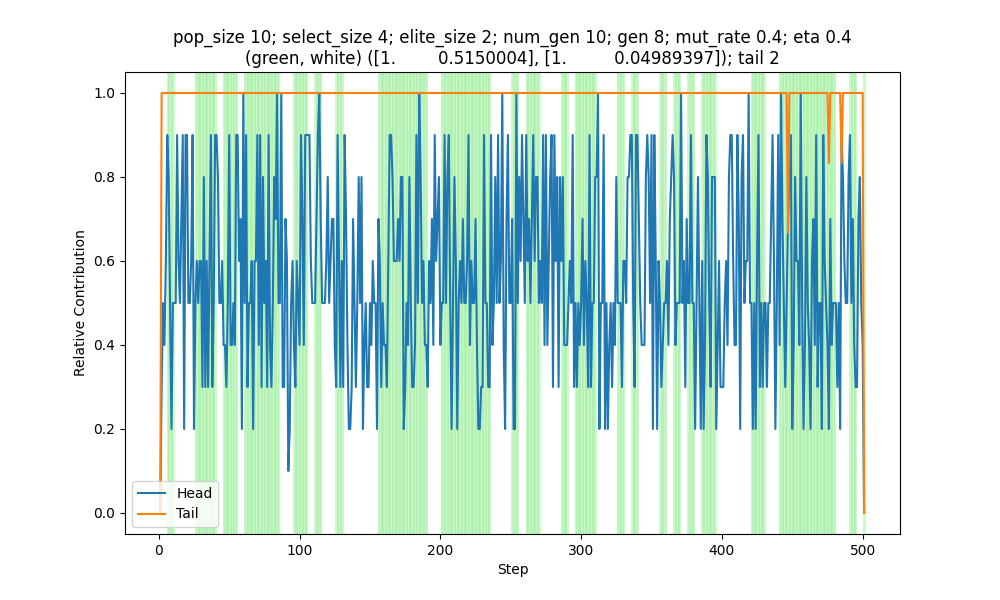 pop_size 10; select_size 4; elite_size 2; num_gen 10; gen 8; mut_rate 0.4; eta 0.4
(green, white) ([1.        0.5150004], [1.         0.04989397]); tail 2
1.0
0.8
0.6
0.4
0.2
0.0
Relative Contribution
Head
Tail
0
100
200
300
400
500
Step